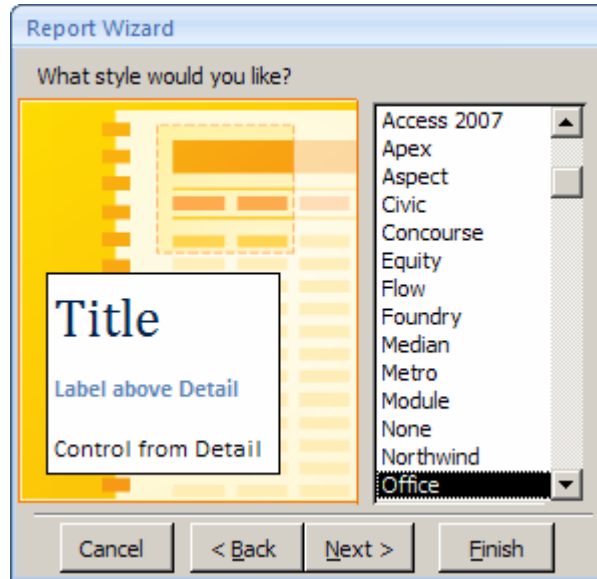 Report Wizard
What style would you like?
Title
Label above Detail
Control from Detail
Access 2007
Apex
Aspect
Civic
Concourse
Equity
Flow
Foundry
Median
Metro
Module
None
Northwind
Office
Cancel
< Back
Next >
Finish